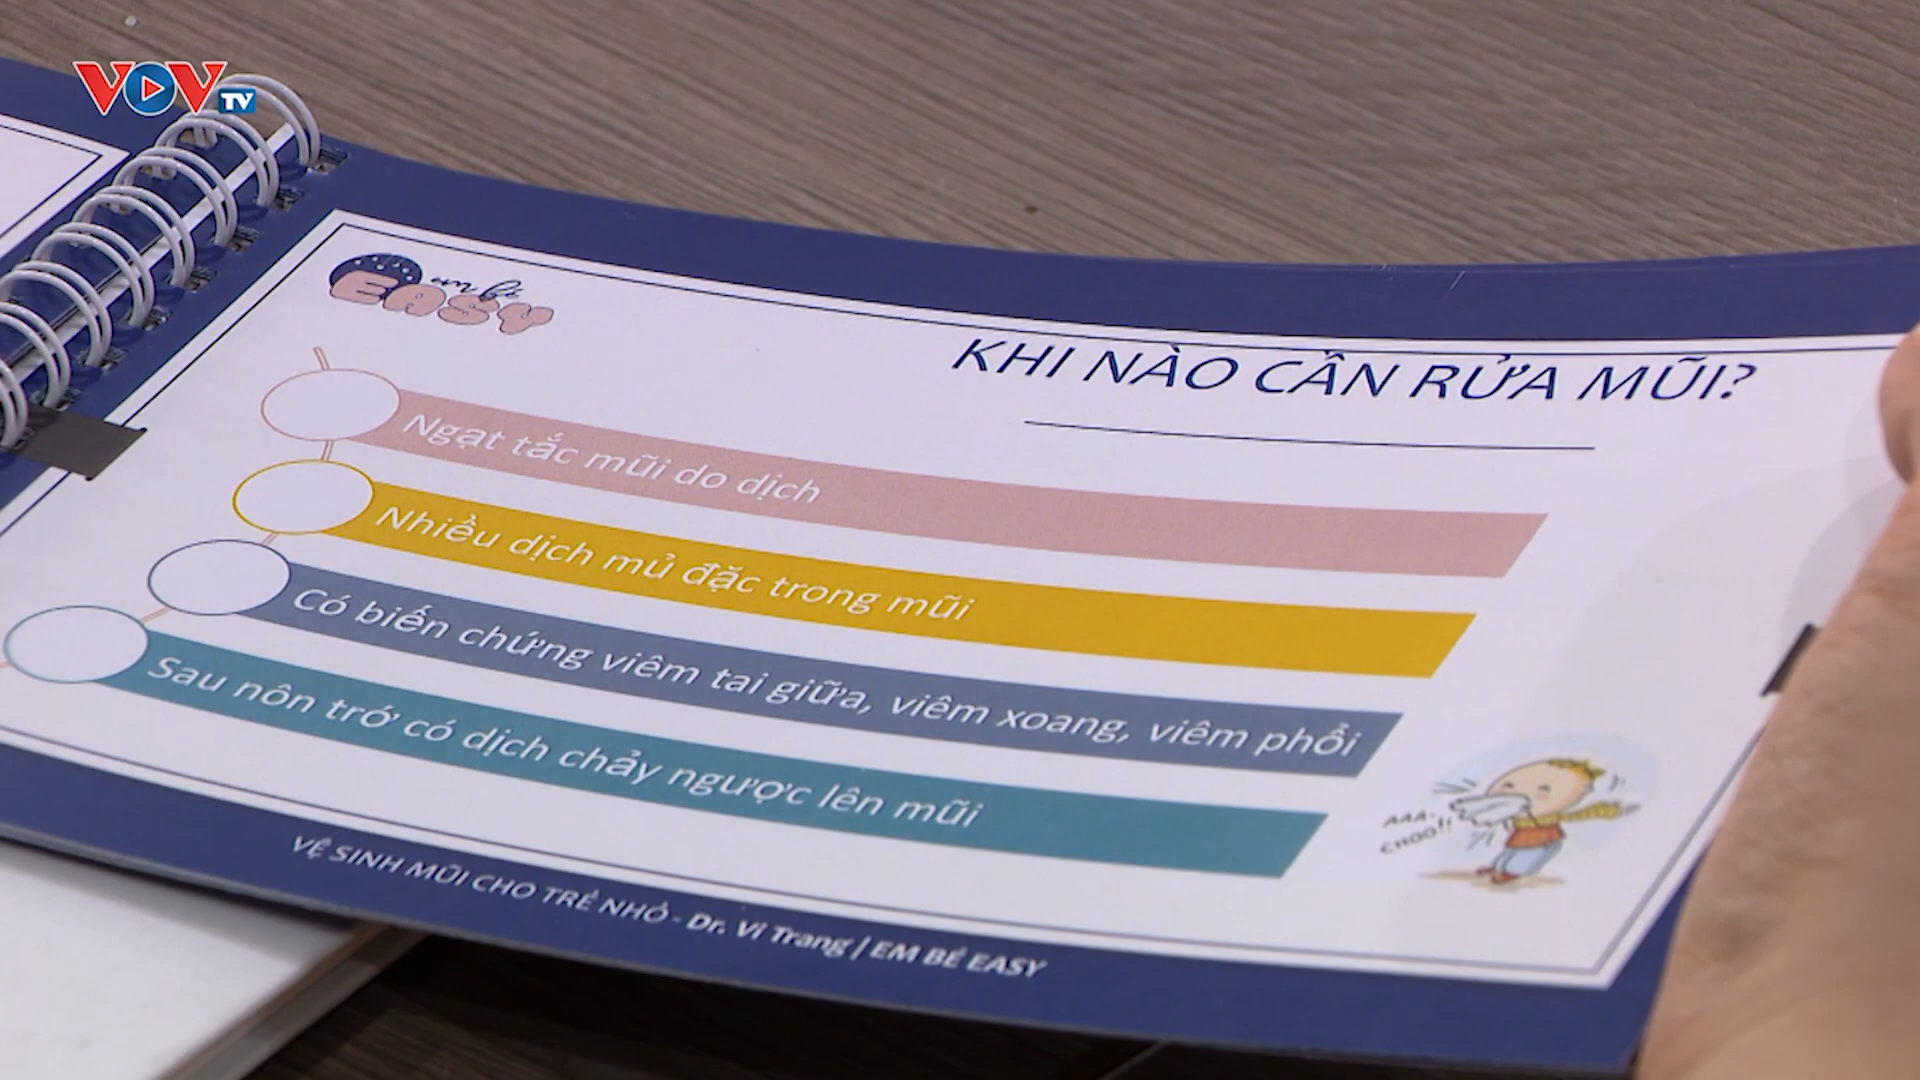 VOV TV
em bé
EASY
KHI NÀO CẦN RỬA MŨI?
Ngạt tắc mũi do dịch
Nhiều dịch mủ đặc trong mũi
Có biến chứng viêm tai giữa, viêm xoang, viêm phổi
Sau nôn trớ có dịch chảy ngược lên mũi
AAA-
CHOO!!
VỆ SINH MŨI CHO TRẺ NHỎ - Dr. Vi Trang | EM BÉ EASY